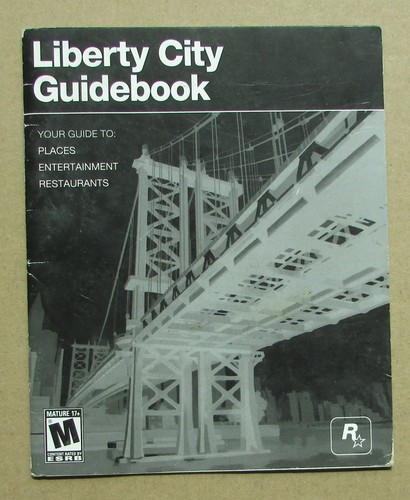 Liberty City
Guidebook
YOUR GUIDE TO:
PLACES
ENTERTAINMENT
RESTAURANTS
MATURE 17+
M
CONTENT RATED BY
ESRB
R